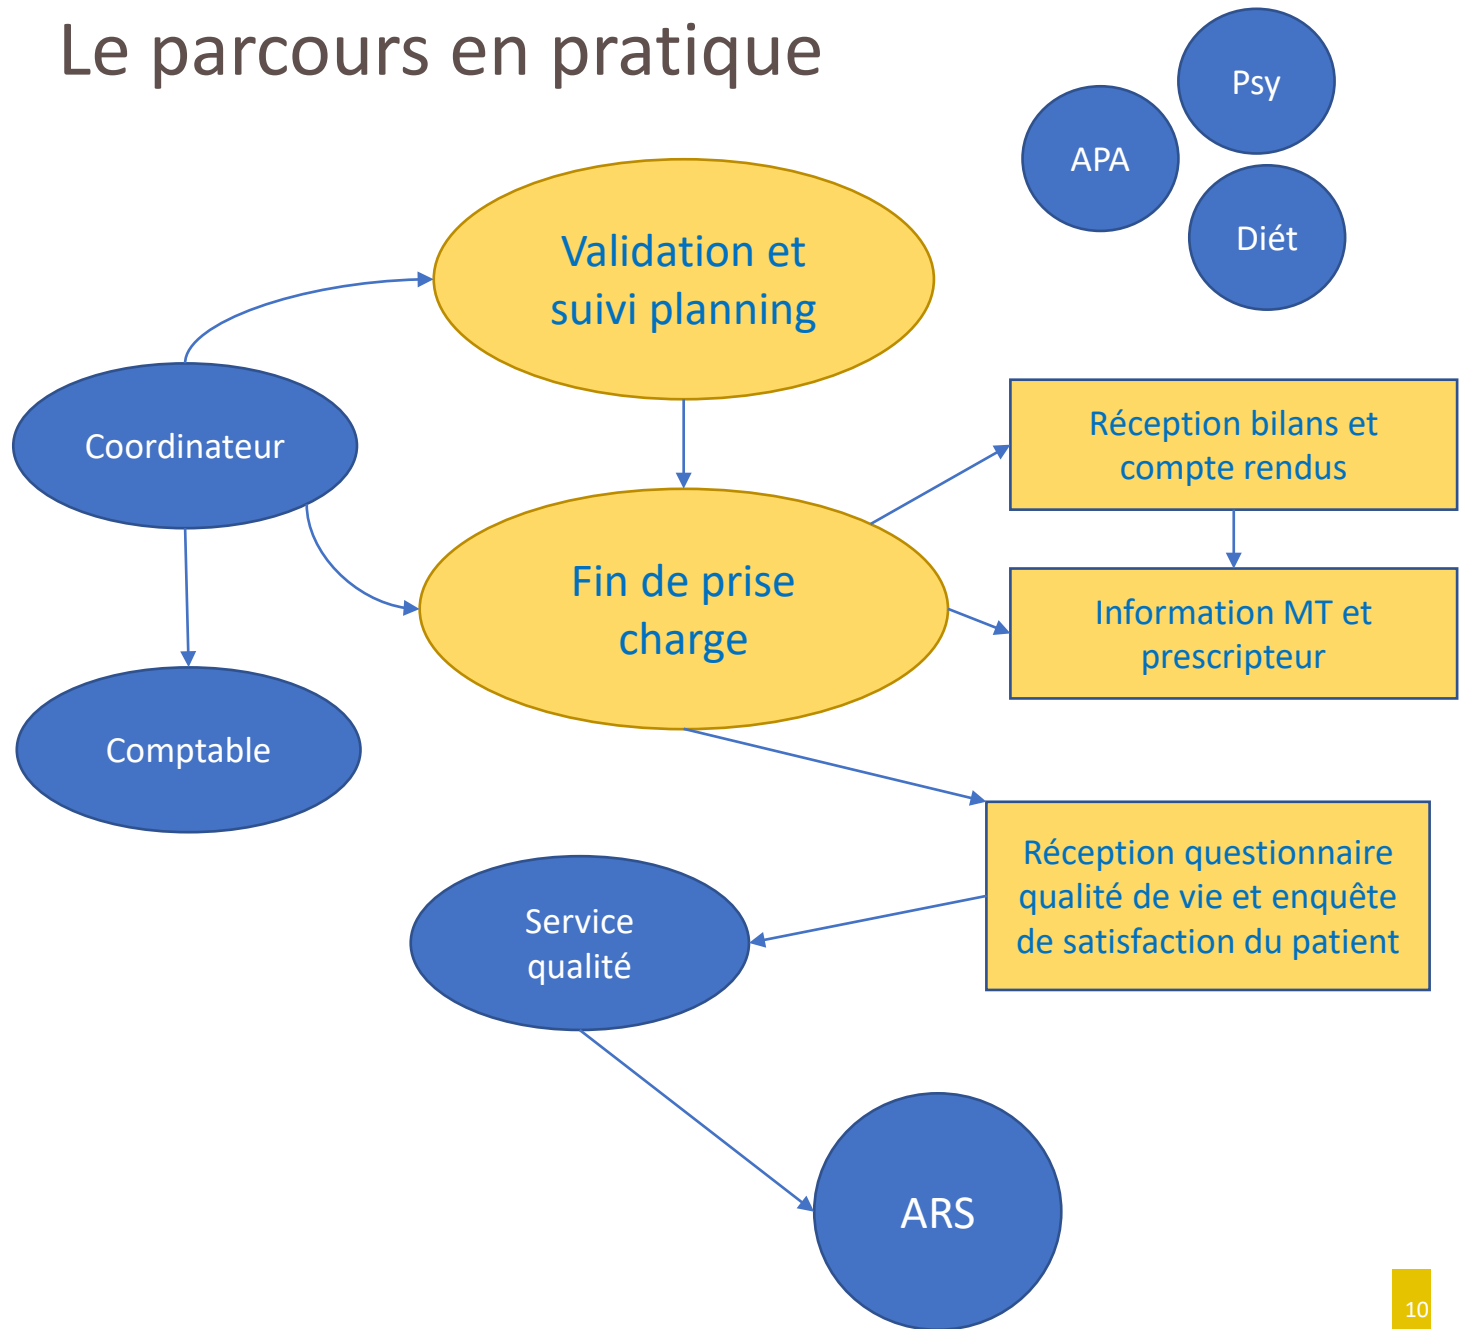 Le parcours en pratique
Psy
APA
Diét
Validation et
suivi planning
Coordinateur
Réception bilans et
compte rendus
Fin de prise
charge
Information MT et
prescripteur
Comptable
Réception questionnaire
qualité de vie et enquête
de satisfaction du patient
Service
qualité
ARS
10